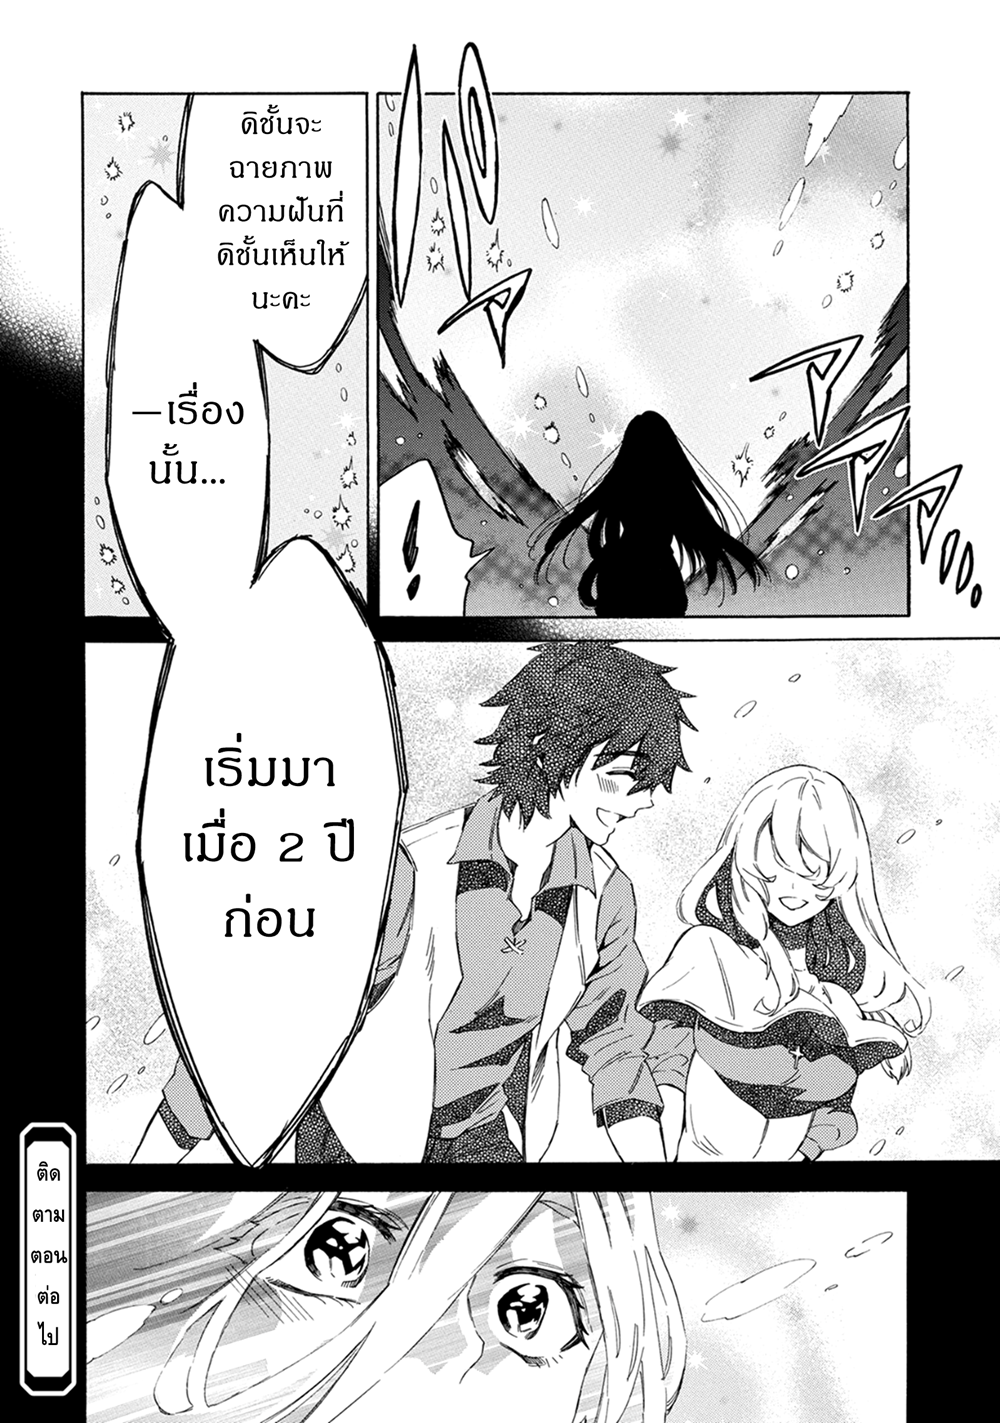 ดิชั้นจะ
ฉายภาพ
ความฝันที่
ดิชั้นเห็นให้
นะคะ
—เรื่อง
นั้น...
!
เริ่มมา
เมื่อ 2 ปี
ก่อน
ติด
ตาม
ตอน
ต่อ
ไป